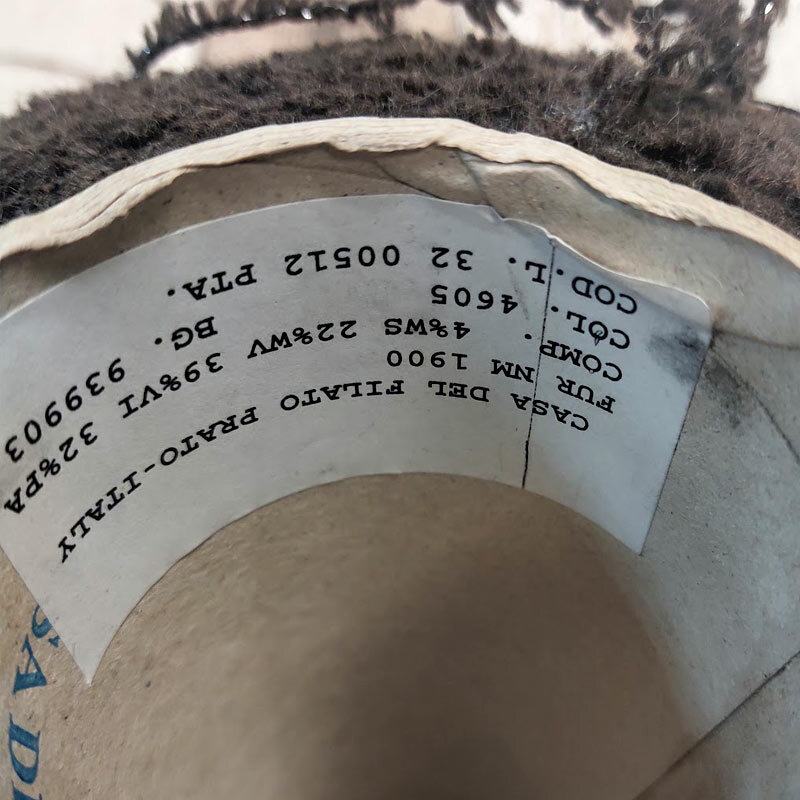 CASA DEL FILATO PRATO-ITALY
FUR NM 1900
COMP. 4%WS 22%WV 39%VI 32%PA
COL. 4605 BG. 939903
COD.L. 32 00512 PTA.
SA D